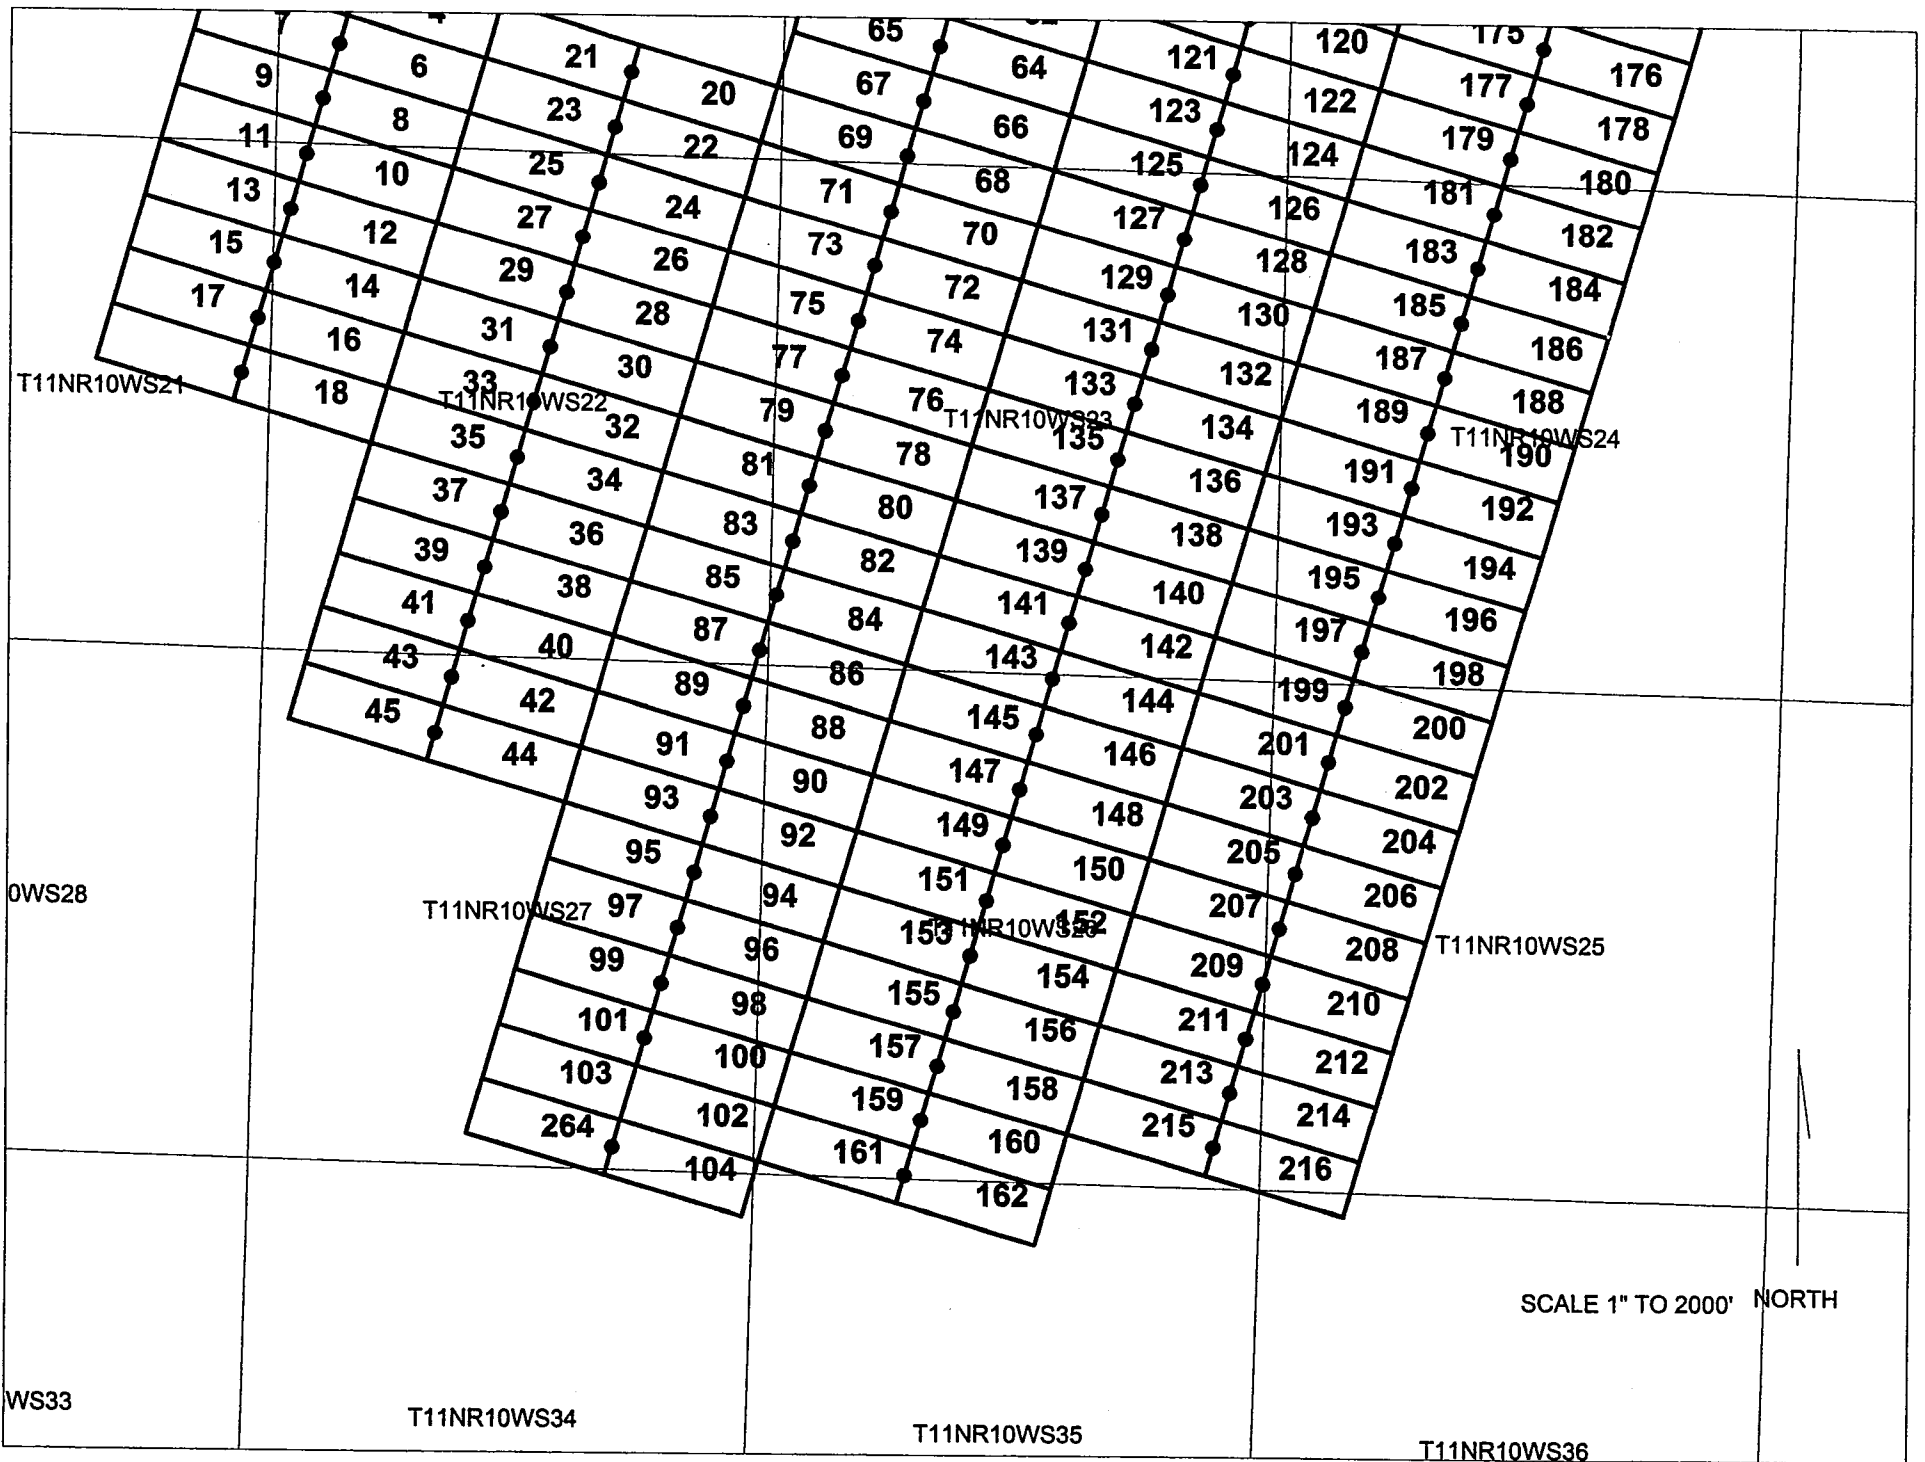 7 4 65 62 121 120 175
9 6 21 20 67 64 123 122 177 176
11 8 23 22 69 66 125 124 179 178
13 10 25 24 71 68 127 126 181 180
15 12 27 26 73 70 129 128 183 182
17 14 29 28 75 72 131 130 185 184
16 31 30 77 74 133 132 187 186
T11NR10WS21 18 33 T11NR10WS22 32 79 76 T11NR10WS23 135 134 189 188
35 34 81 78 137 136 191 190 T11NR10WS24
37 36 83 80 139 138 193 192
39 38 85 82 141 140 195 194
41 40 87 84 143 142 197 196
43 42 89 86 145 144 199 198
45 44 91 88 147 146 201 200
93 90 149 148 203 202
95 92 151 150 205 204
0WS28 T11NR10WS27 97 94 153 T11NR10WS26 152 207 206
99 96 155 154 209 208 T11NR10WS25
101 98 157 156 211 210
103 100 159 158 213 212
264 102 161 160 215 214
104 162 216
SCALE 1" TO 2000' NORTH
WS33 T11NR10WS34 T11NR10WS35 T11NR10WS36